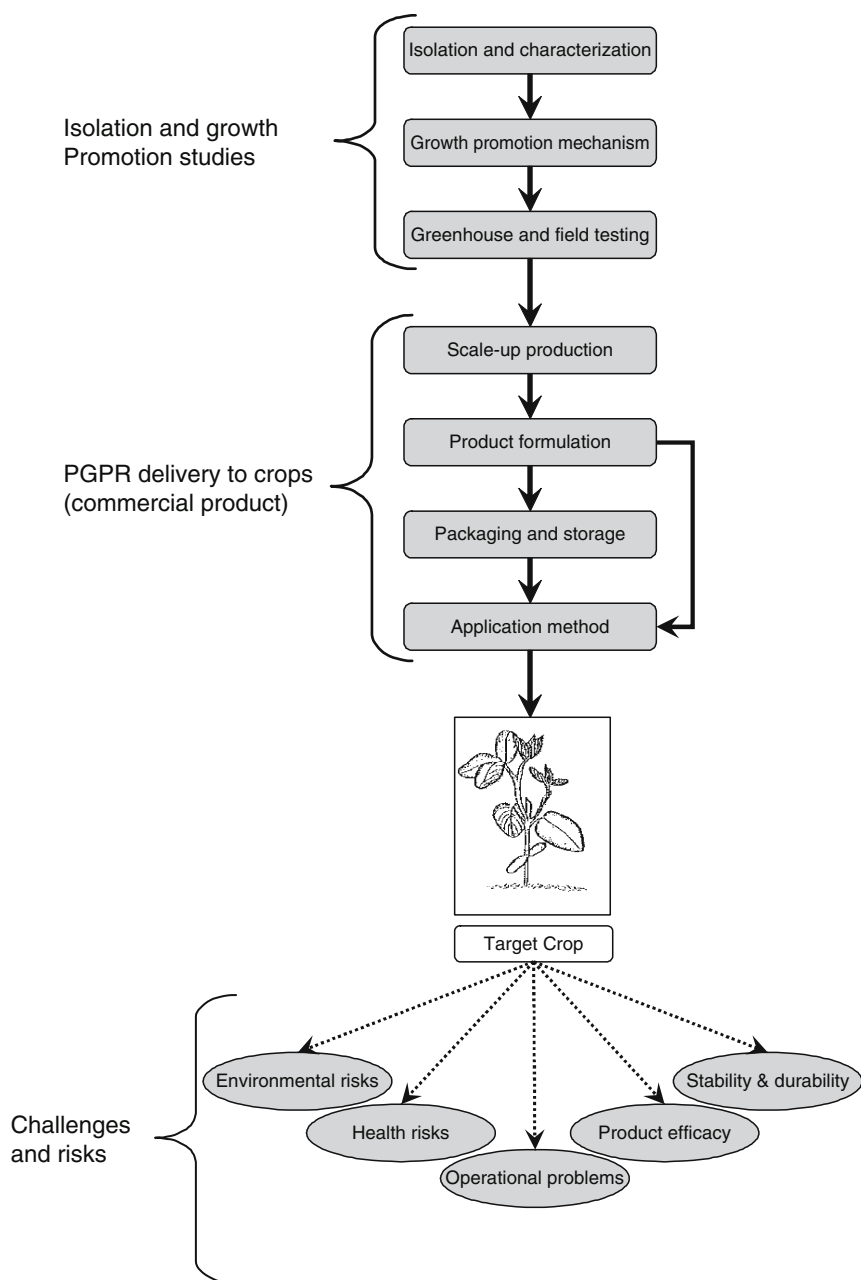 Isolation and characterization
Isolation and growth
Promotion studies
Growth promotion mechanism
Greenhouse and field testing
Scale-up production
Product formulation
PGPR delivery to crops
(commercial product)
Packaging and storage
Application method
Target Crop
Environmental risks
Stability & durability
Challenges
and risks
Health risks
Product efficacy
Operational problems